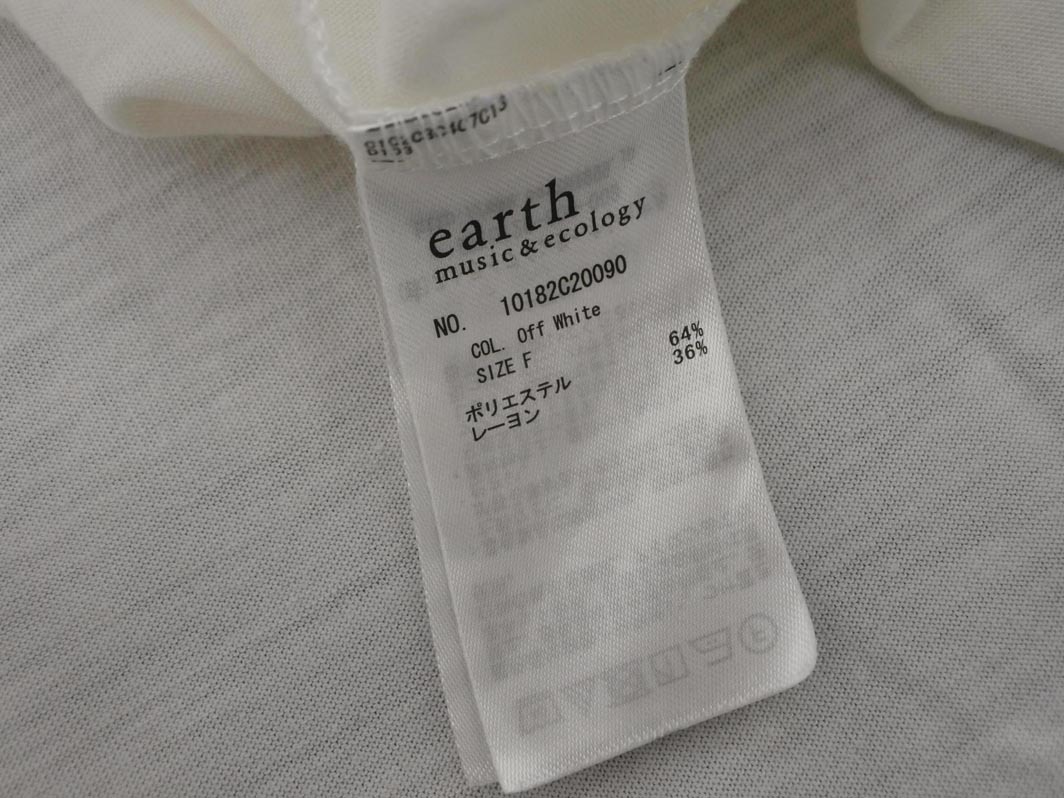 earth
music & ecology
NO. 10182C20090
COL. Off White
SIZE F
ポリエステル 64%
レーヨン 36%